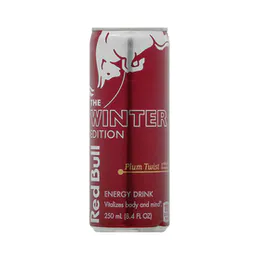 THE
WINTER
EDITION
Red Bull
Plum Twist
ENERGY DRINK
Vitalizes body and mind®
250 mL (8.4 FL OZ)